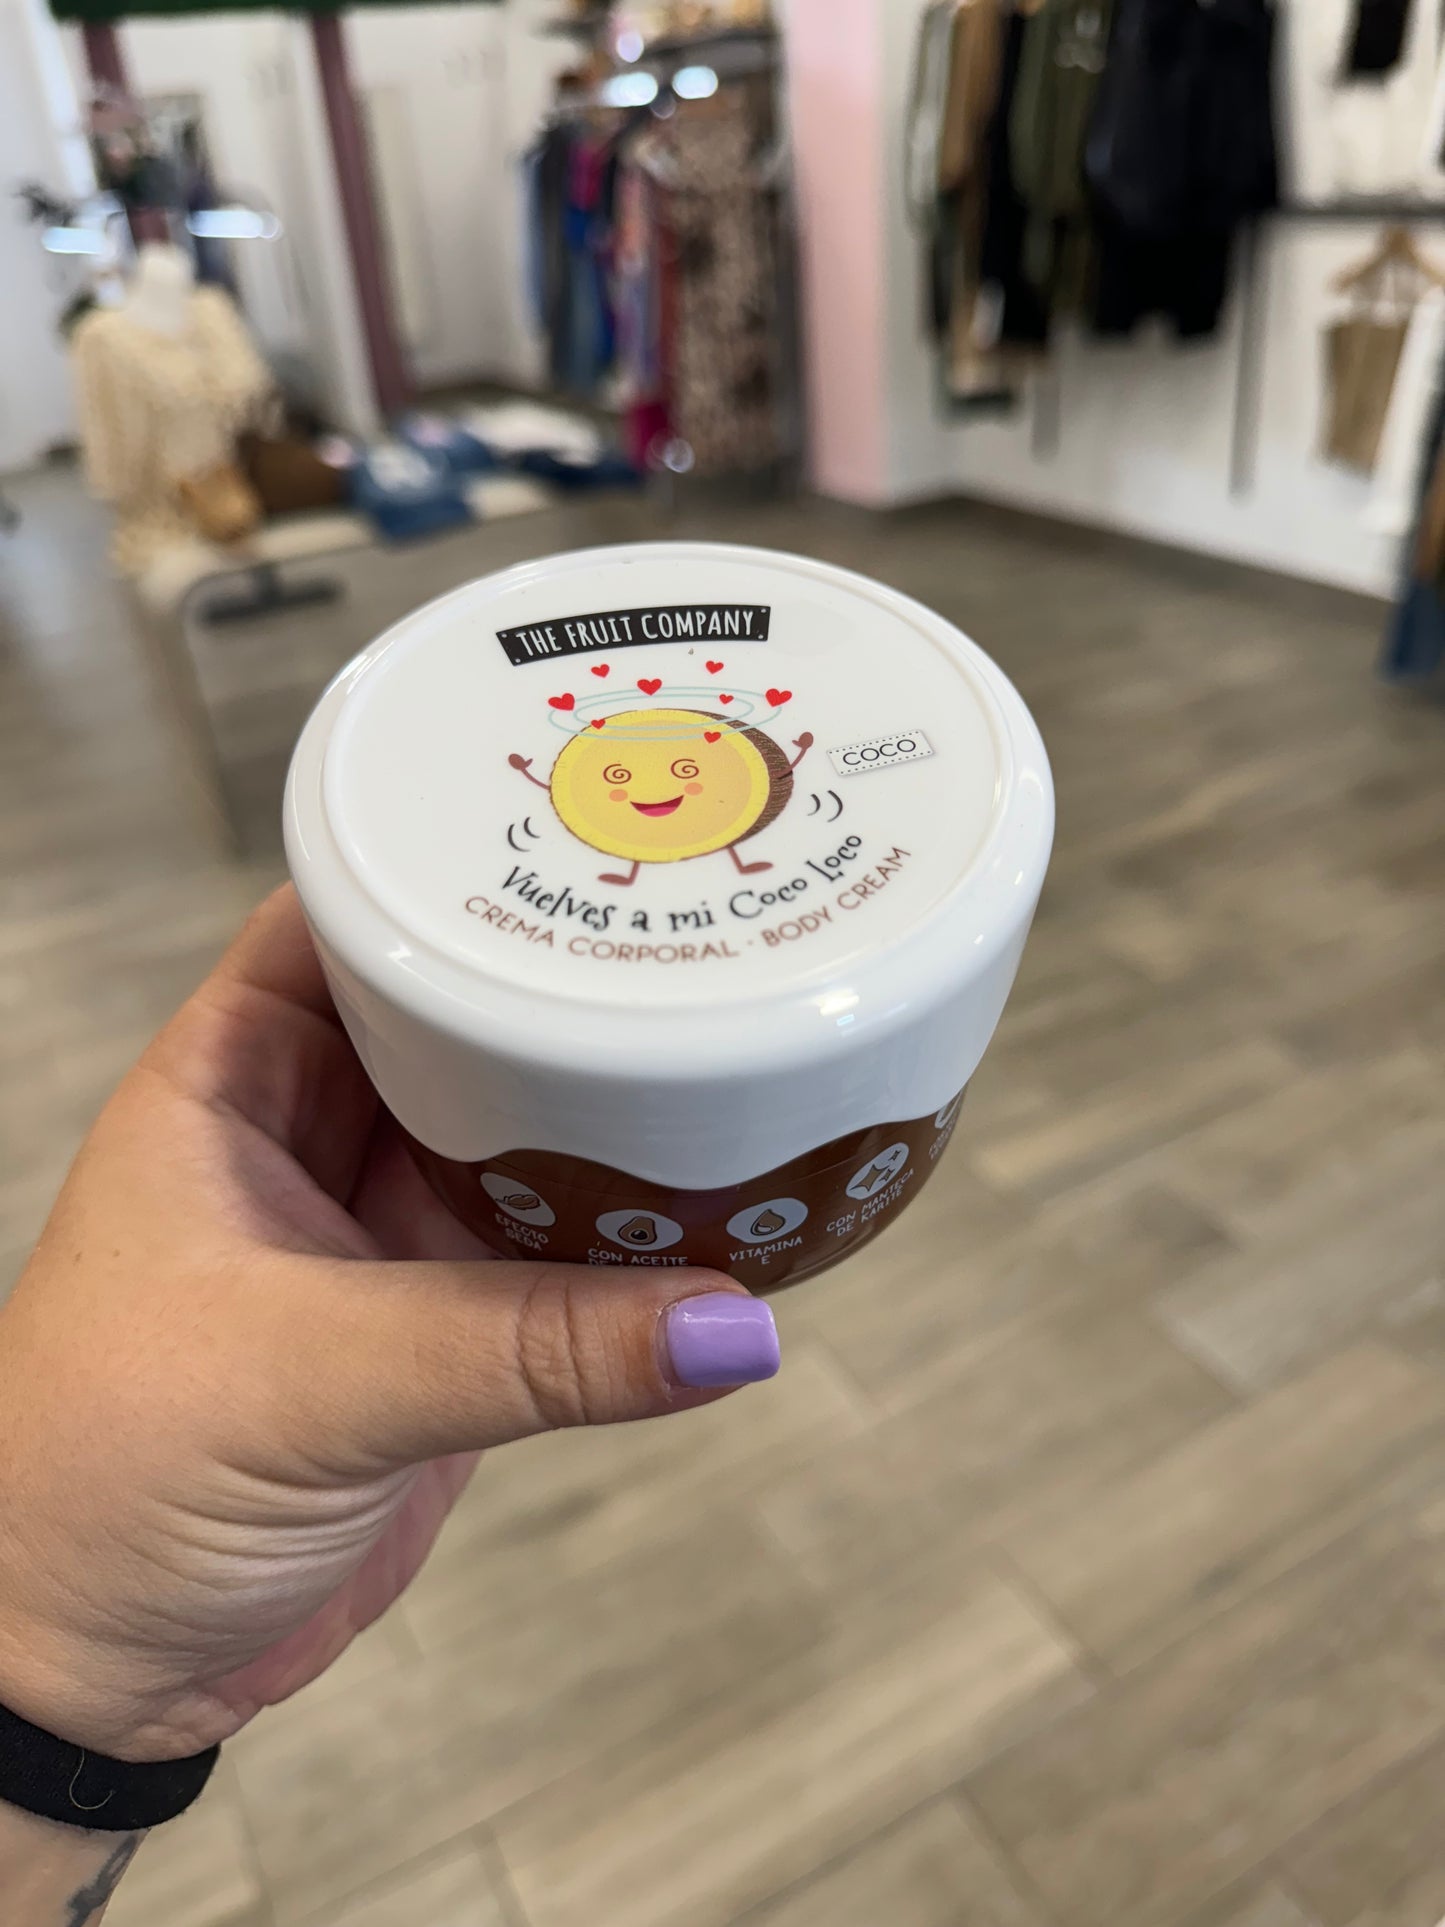 THE FRUIT COMPANY
COCO
Vuelves a mi Coco Loco
CREMA CORPORAL · BODY CREAM
EFECTO
SEDA
CON ACEITE
VITAMINA
E
CON MANTECA
DE KARITÉ